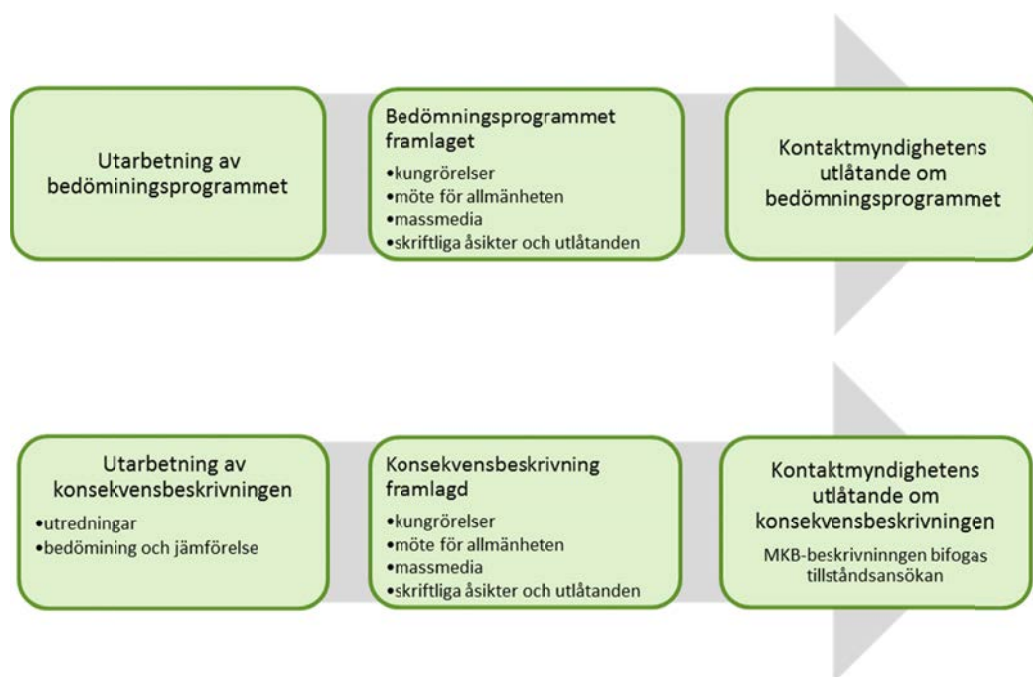 Utarbetning av
bedöminingsprogrammet
Bedömningsprogrammet
framlaget
•kungrörelser
•möte för allmänheten
•massmedia
•skriftliga åsikter och utlåtanden
Kontaktmyndighetens
utlåtande om
bedömningsprogrammet
Utarbetning av
konsekvensbeskrivningen
•utredningar
•bedömining och jämförelse
Konsekvensbeskrivning
framlagd
•kungrörelser
•möte för allmänheten
•massmedia
•skriftliga åsikter och utlåtanden
Kontaktmyndighetens
utlåtande om
konsekvensbeskrivningen
MKB-beskrivninngen bifogas
tillståndsansökan